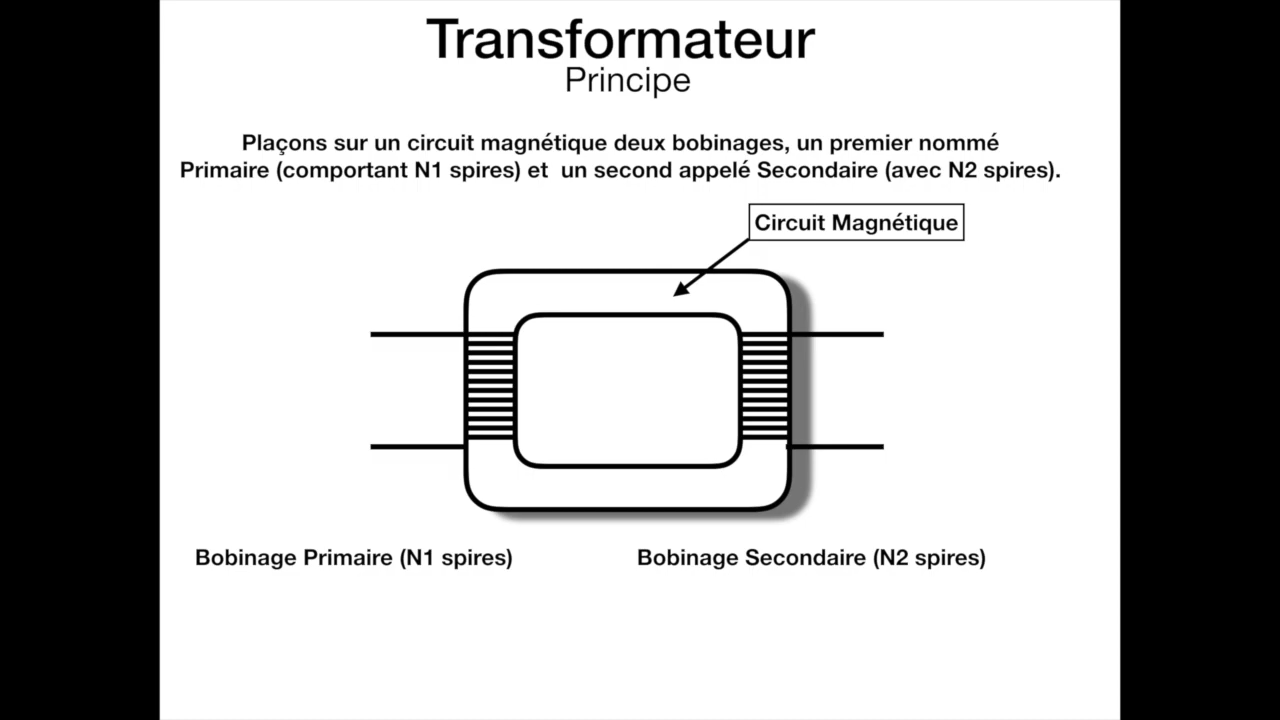 Transformateur
Principe
Plaçons sur un circuit magnétique deux bobinages, un premier nommé
Primaire (comportant N1 spires) et  un second appelé Secondaire (avec N2 spires).
Circuit Magnétique
Bobinage Primaire (N1 spires)
Bobinage Secondaire (N2 spires)